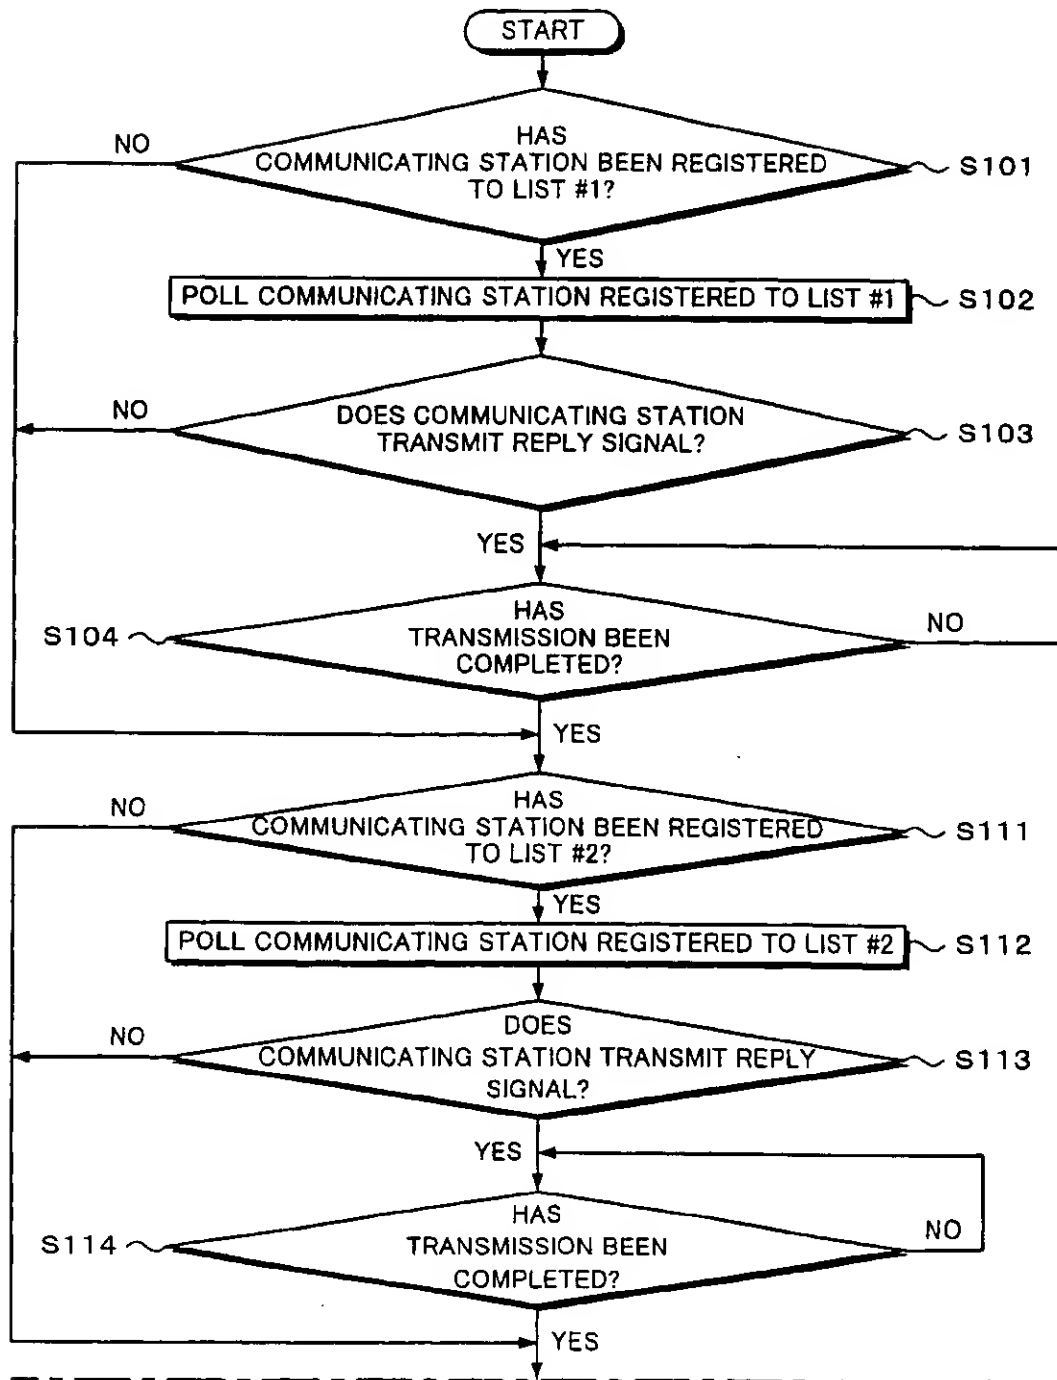 START
HAS
COMMUNICATING STATION BEEN REGISTERED
TO LIST #1?
NO
S101
YES
POLL COMMUNICATING STATION REGISTERED TO LIST #1
S102
DOES COMMUNICATING STATION
TRANSMIT REPLY SIGNAL?
NO
S103
YES
HAS
TRANSMISSION BEEN
COMPLETED?
S104
NO
YES
HAS
COMMUNICATING STATION BEEN REGISTERED
TO LIST #2?
NO
S111
YES
POLL COMMUNICATING STATION REGISTERED TO LIST #2
S112
DOES
COMMUNICATING STATION TRANSMIT REPLY
SIGNAL?
NO
S113
YES
HAS
TRANSMISSION BEEN
COMPLETED?
S114
NO
YES